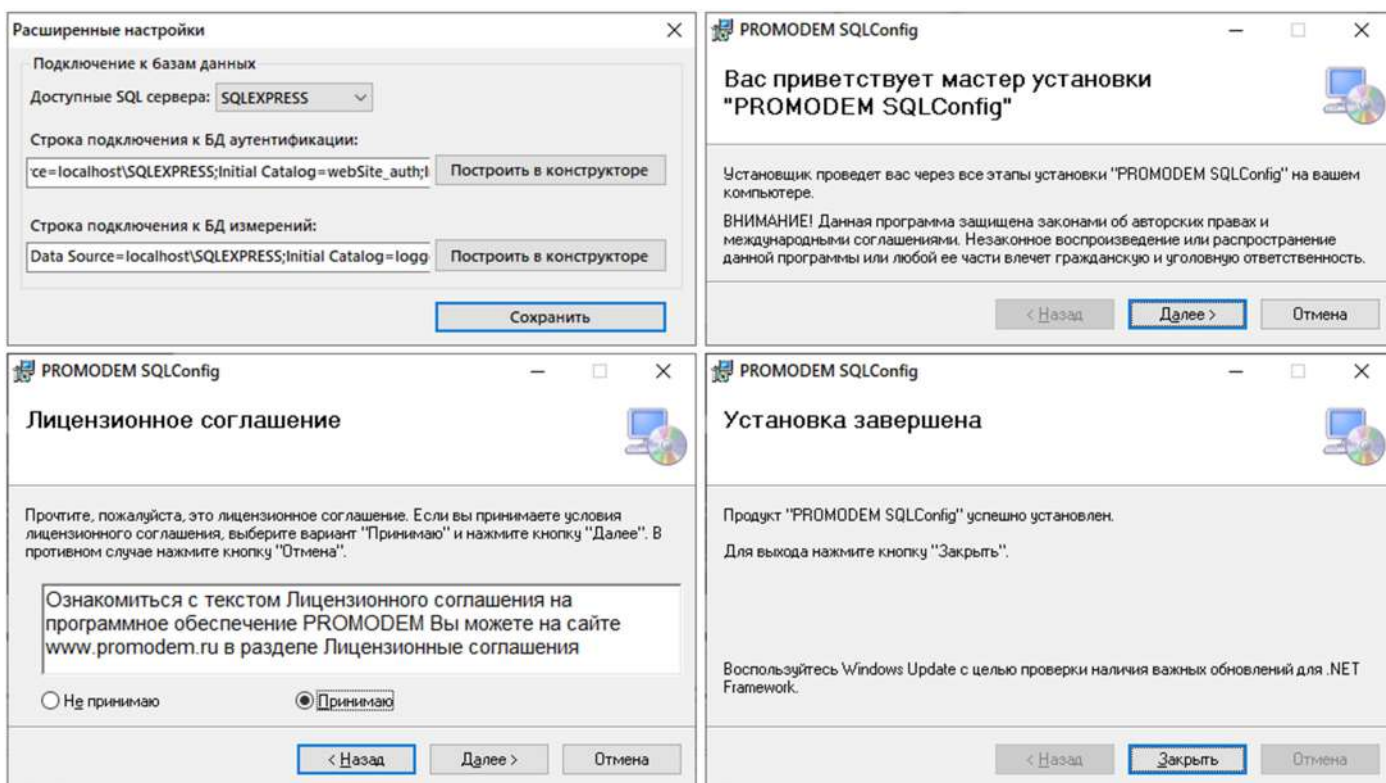 Расширенные настройки
Подключение к базам данных
Доступные SQL сервера: SQLEXPRESS
Строка подключения к БД аутентификации:
rce=localhost\SQLEXPRESS;Initial Catalog=webSite_auth;I Построить в конструкторе
Строка подключения к БД измерений:
Data Source=localhost\SQLEXPRESS;Initial Catalog=logg Построить в конструкторе
Сохранить
PROMODEM SQLConfig
Вас приветствует мастер установки
"PROMODEM SQLConfig"
Установщик проведет вас через все этапы установки "PROMODEM SQLConfig" на вашем
компьютере.
ВНИМАНИЕ! Данная программа защищена законами об авторских правах и
международными соглашениями. Незаконное воспроизведение или распространение
данной программы или любой ее части влечет гражданскую и уголовную ответственность.
< Назад Далее > Отмена
PROMODEM SQLConfig
Лицензионное соглашение
Прочтите, пожалуйста, это лицензионное соглашение. Если вы принимаете условия
лицензионного соглашения, выберите вариант "Принимаю" и нажмите кнопку "Далее". В
противном случае нажмите кнопку "Отмена".
Ознакомиться с текстом Лицензионного соглашения на
программное обеспечение PROMODEM Вы можете на сайте
www.promodem.ru в разделе Лицензионные соглашения
Не принимаю Принимаю
< Назад Далее > Отмена
PROMODEM SQLConfig
Установка завершена
Продукт "PROMODEM SQLConfig" успешно установлен.
Для выхода нажмите кнопку "Закрыть".
Воспользуйтесь Windows Update с целью проверки наличия важных обновлений для .NET
Framework.
< Назад Закрыть Отмена